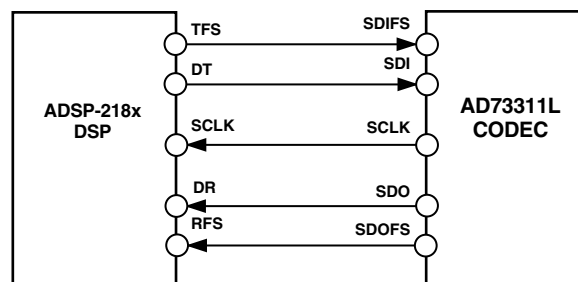 TFS
SDIFS
DT
SDI
ADSP-218x
DSP
SCLK
SCLK
AD73311L
CODEC
DR
SDO
RFS
SDOFS